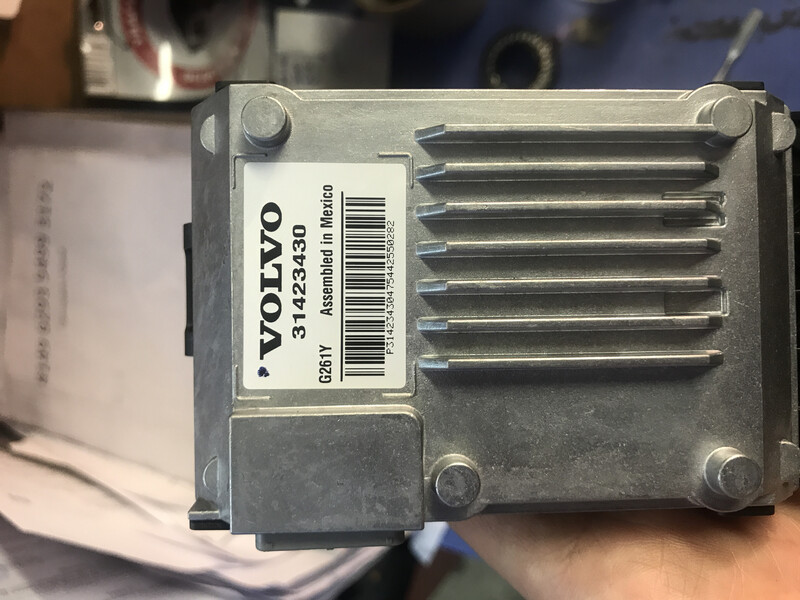 VOLVO
31423430
G261Y Assembled in Mexico
P31423430475442550282